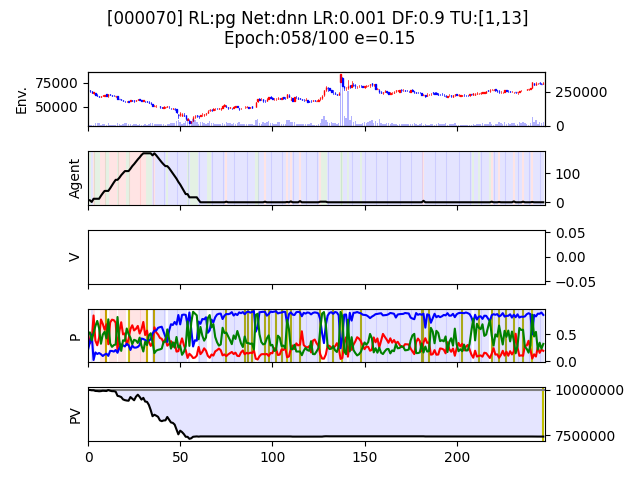 [000070] RL:pg Net:dnn LR:0.001 DF:0.9 TU:[1,13]
Epoch:058/100 e=0.15
Env.
75000
50000
250000
0
Agent
100
0
V
0.05
0.00
−0.05
P
0.5
0.0
PV
10000000
7500000
0 50 100 150 200